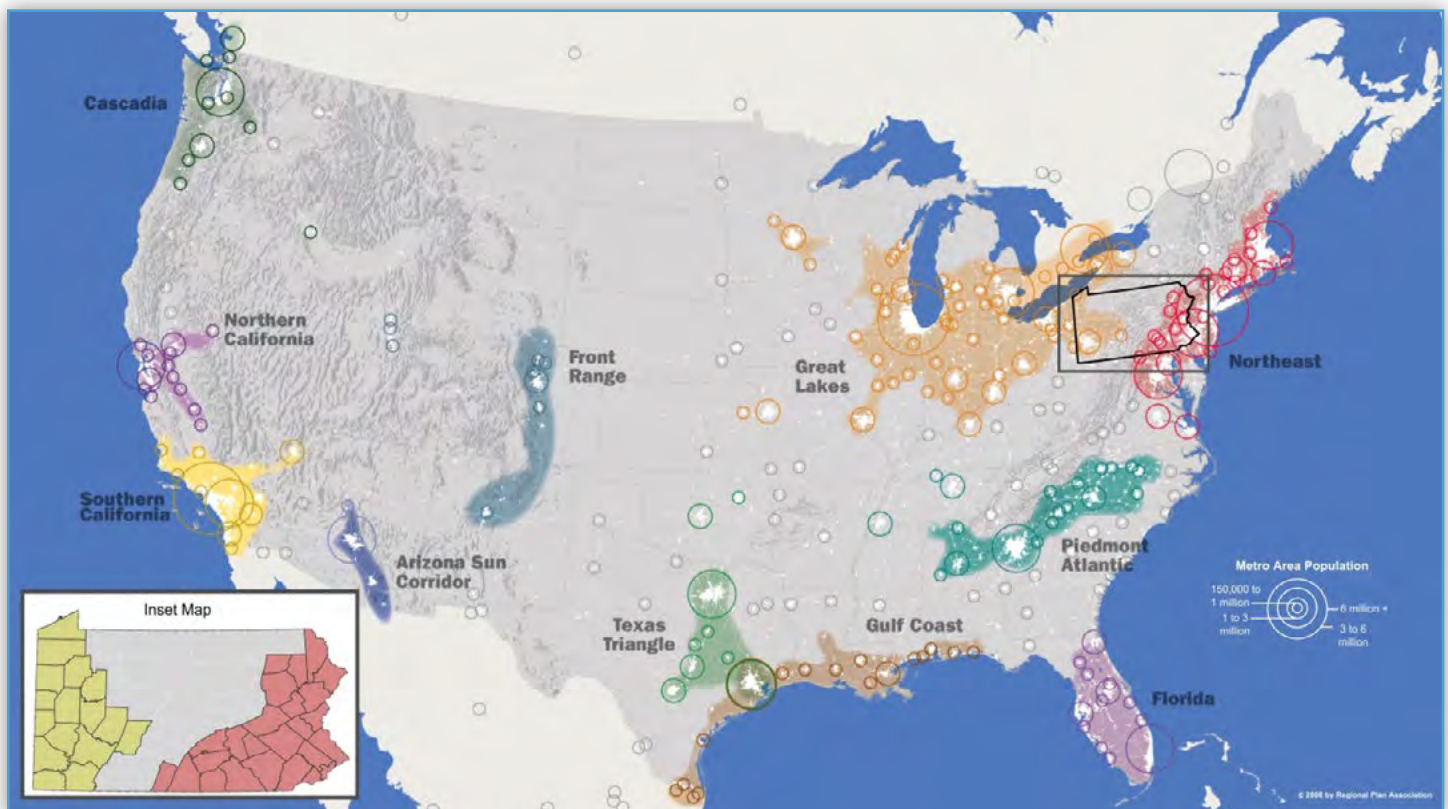 Cascadia
Northern
California
Front
Range
Great
Lakes
Northeast
Southern
California
Arizona Sun
Corridor
Piedmont
Atlantic
Metro Area Population
150,000 to
1 million
1 to 3
million
6 million +
3 to 6
million
Inset Map
Texas
Triangle
Gulf Coast
Florida
© 2008 by Regional Plan Association